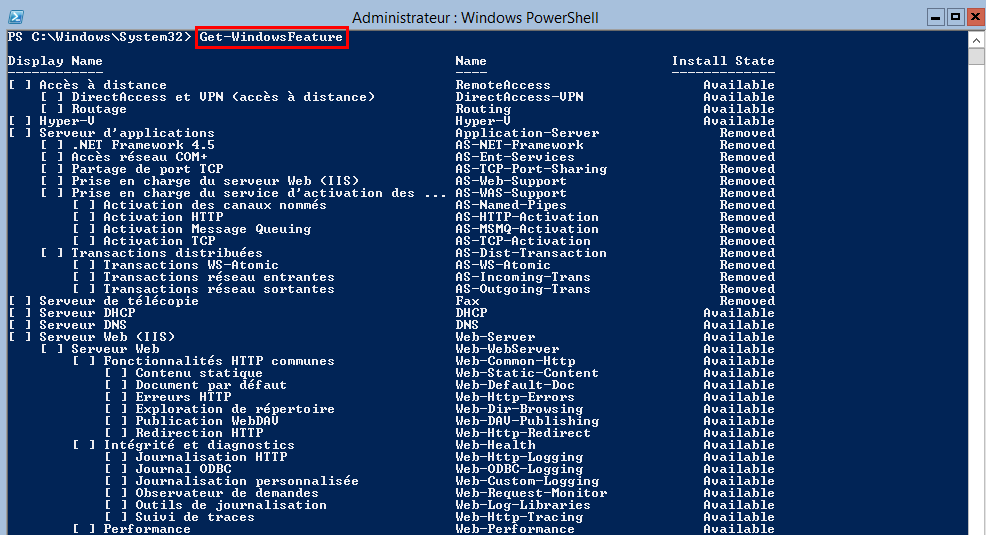 Administrateur : Windows PowerShell
PS C:\Windows\System32> Get-WindowsFeature
Display Name Name Install State
------------ ---- -------------
[ ] Accès à distance RemoteAccess Available
[ ] DirectAccess et VPN (accès à distance) DirectAccess-VPN Available
[ ] Routage Routing Available
[ ] Hyper-V Hyper-V Available
[ ] Serveur d'applications Application-Server Removed
[ ] .NET Framework 4.5 AS-NET-Framework Removed
[ ] Accès réseau COM+ AS-Ent-Services Removed
[ ] Partage de port TCP AS-TCP-Port-Sharing Removed
[ ] Prise en charge du serveur Web (IIS) AS-Web-Support Removed
[ ] Prise en charge du service d'activation des ... AS-WAS-Support Removed
[ ] Activation des canaux nommés AS-Named-Pipes Removed
[ ] Activation HTTP AS-HTTP-Activation Removed
[ ] Activation Message Queuing AS-MSMQ-Activation Removed
[ ] Activation TCP AS-TCP-Activation Removed
[ ] Transactions distribuées AS-Dist-Transaction Removed
[ ] Transactions WS-Atomic AS-WS-Atomic Removed
[ ] Transactions réseau entrantes AS-Incoming-Trans Removed
[ ] Transactions réseau sortantes AS-Outgoing-Trans Removed
[ ] Serveur de télécopie Fax Removed
[ ] Serveur DHCP DHCP Available
[ ] Serveur DNS DNS Available
[ ] Serveur Web (IIS) Web-Server Available
[ ] Serveur Web Web-WebServer Available
[ ] Fonctionnalités HTTP communes Web-Common-Http Available
[ ] Contenu statique Web-Static-Content Available
[ ] Document par défaut Web-Default-Doc Available
[ ] Erreurs HTTP Web-Http-Errors Available
[ ] Exploration de répertoire Web-Dir-Browsing Available
[ ] Publication WebDAV Web-DAV-Publishing Available
[ ] Redirection HTTP Web-Http-Redirect Available
[ ] Intégrité et diagnostics Web-Health Available
[ ] Journalisation HTTP Web-Http-Logging Available
[ ] Journal ODBC Web-ODBC-Logging Available
[ ] Journalisation personnalisée Web-Custom-Logging Available
[ ] Observateur de demandes Web-Request-Monitor Available
[ ] Outils de journalisation Web-Log-Libraries Available
[ ] Suivi de traces Web-Http-Tracing Available
[ ] Performance Web-Performance Available